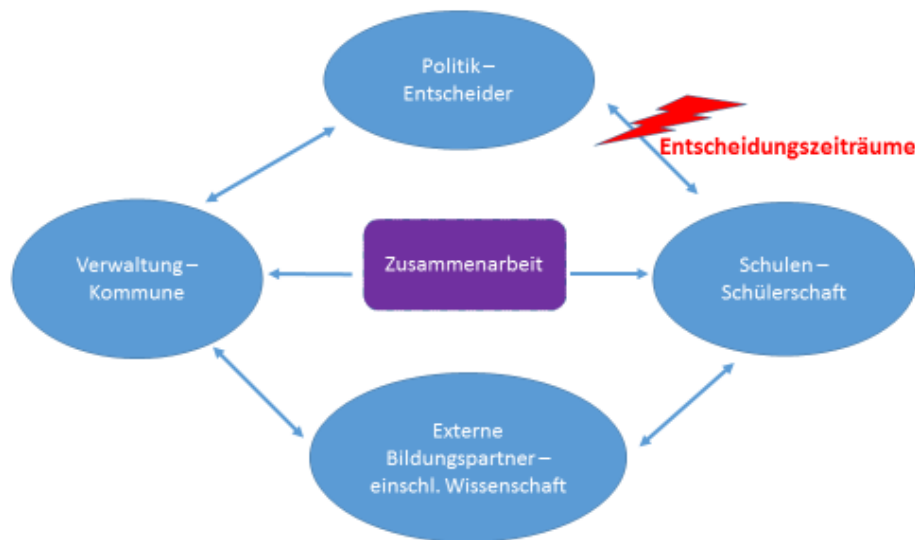 Politik –
Entscheider
Entscheidungszeiträume
Verwaltung –
Kommune
Zusammenarbeit
Schulen –
Schülerschaft
Externe
Bildungspartner –
einschl. Wissenschaft